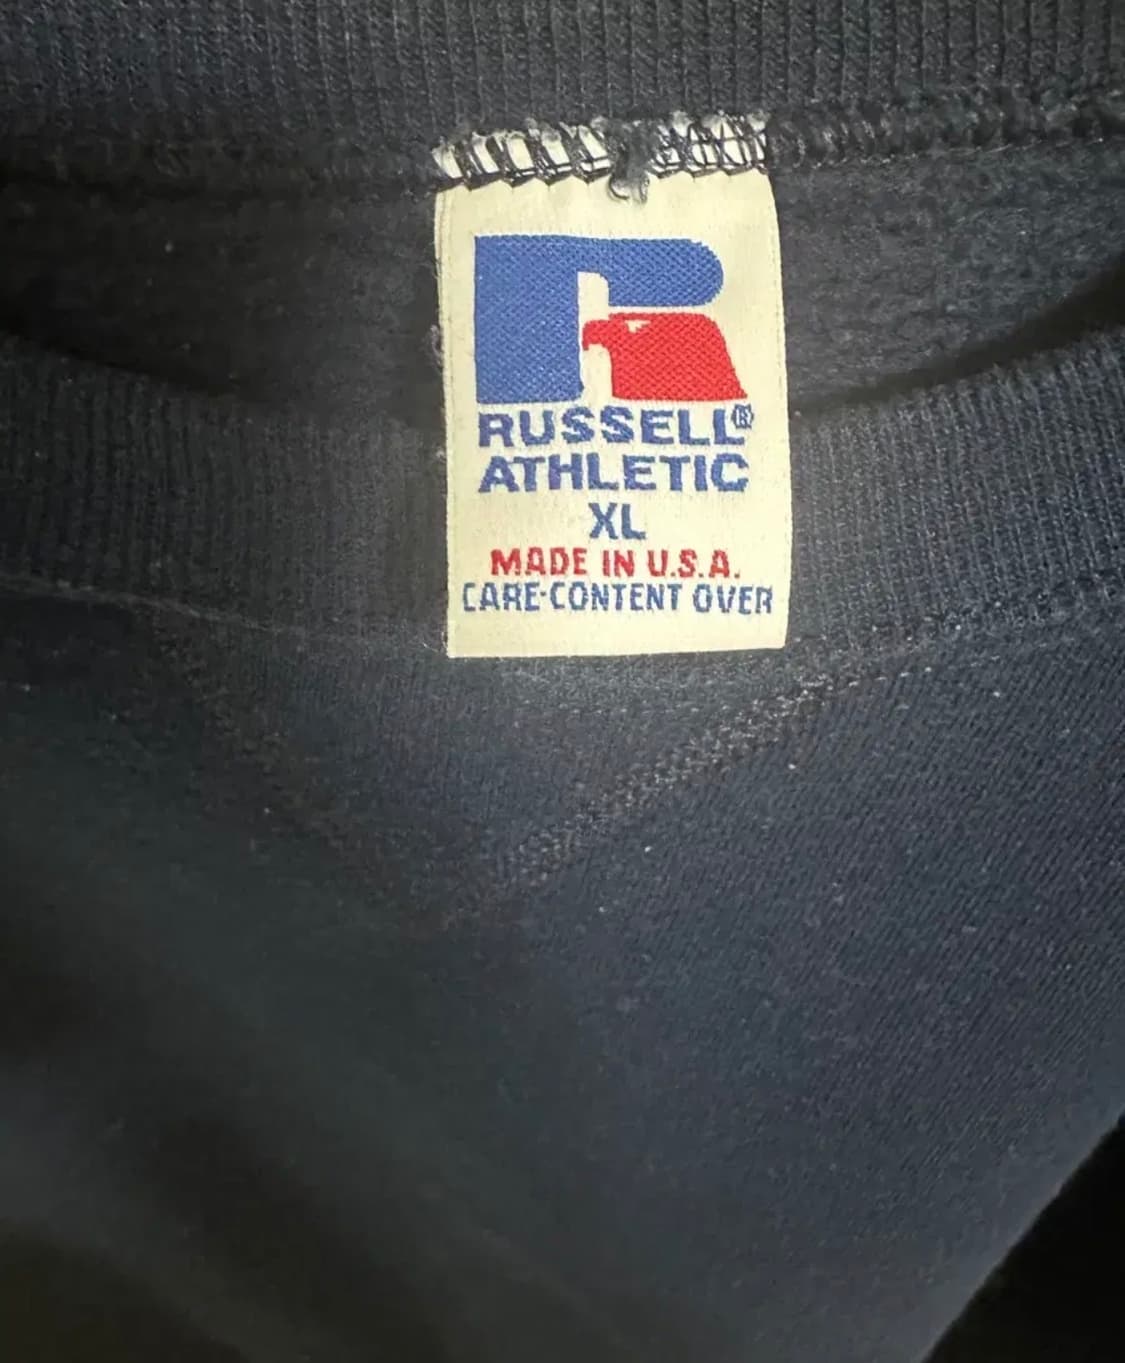 RUSSELL®
ATHLETIC
XL
MADE IN U.S.A.
CARE·CONTENT OVER